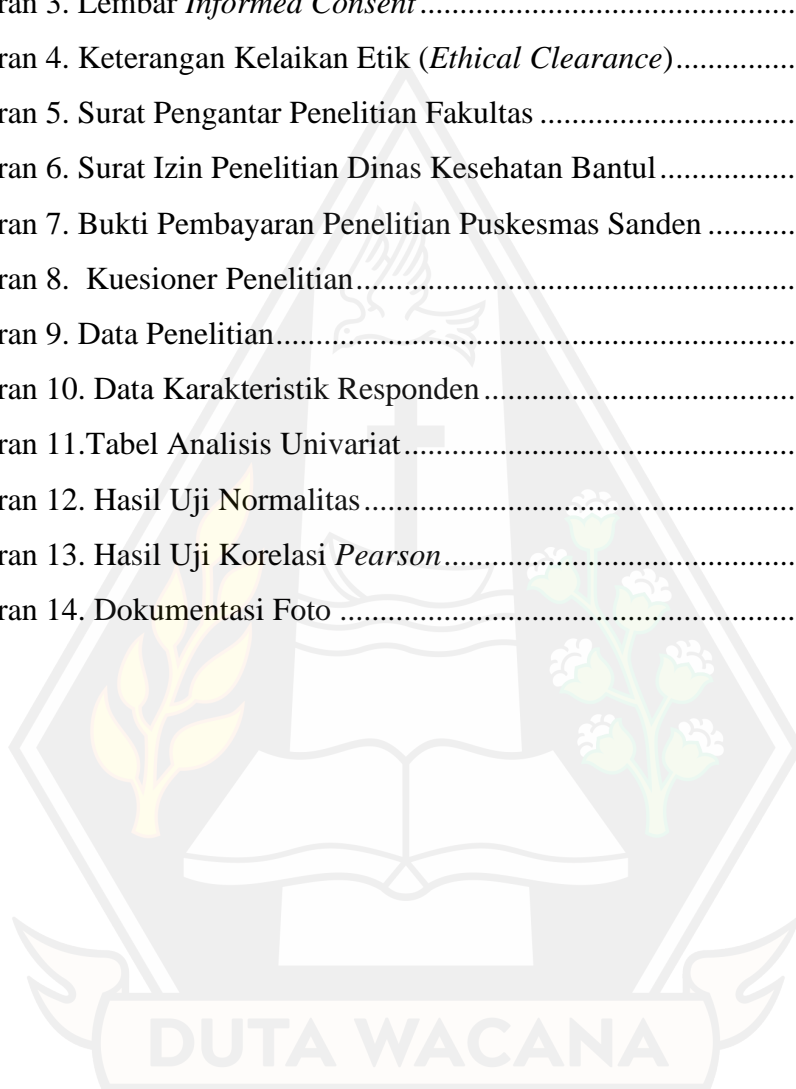 ran 3. Lembar Informed Consent........................................................
ran 4. Keterangan Kelaikan Etik (Ethical Clearance)...............
ran 5. Surat Pengantar Penelitian Fakultas ................................
ran 6. Surat Izin Penelitian Dinas Kesehatan Bantul.................
ran 7. Bukti Pembayaran Penelitian Puskesmas Sanden ...........
ran 8.  Kuesioner Penelitian........................................................
ran 9. Data Penelitian...................................................................
ran 10. Data Karakteristik Responden .......................................
ran 11.Tabel Analisis Univariat..................................................
ran 12. Hasil Uji Normalitas.......................................................
ran 13. Hasil Uji Korelasi Pearson.............................................
ran 14. Dokumentasi Foto ..........................................................
DUTA WACANA